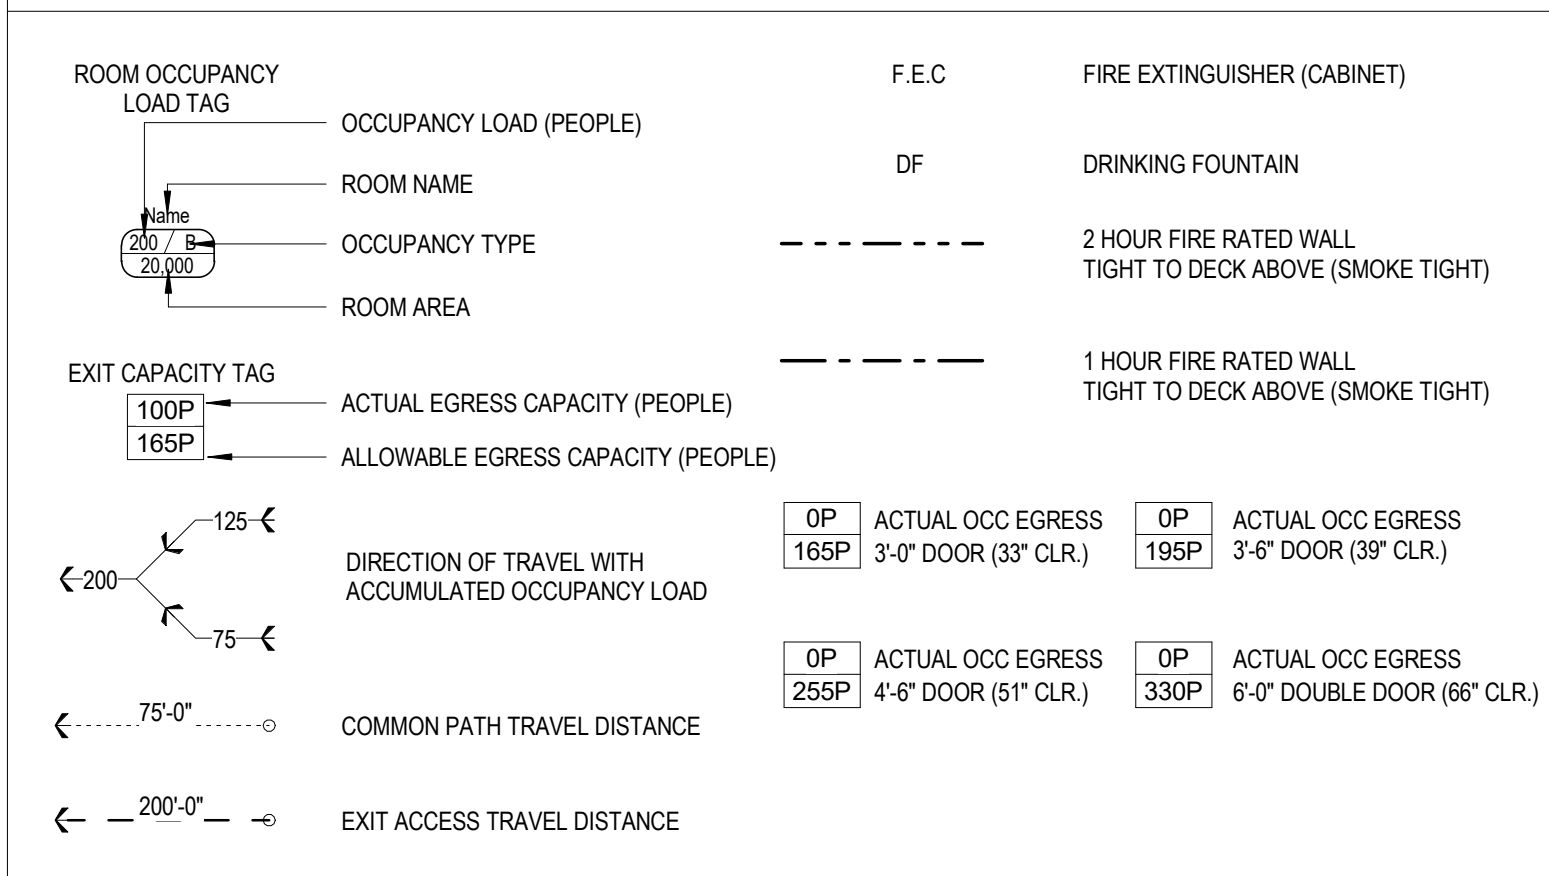 ROOM OCCUPANCY
LOAD TAG
OCCUPANCY LOAD (PEOPLE)
ROOM NAME
Name
200 / B
OCCUPANCY TYPE
20,000
ROOM AREA
EXIT CAPACITY TAG
100P
ACTUAL EGRESS CAPACITY (PEOPLE)
165P
ALLOWABLE EGRESS CAPACITY (PEOPLE)
125
200
75
DIRECTION OF TRAVEL WITH
ACCUMULATED OCCUPANCY LOAD
75'-0"
COMMON PATH TRAVEL DISTANCE
200'-0"
EXIT ACCESS TRAVEL DISTANCE
F.E.C
FIRE EXTINGUISHER (CABINET)
DF
DRINKING FOUNTAIN
2 HOUR FIRE RATED WALL
TIGHT TO DECK ABOVE (SMOKE TIGHT)
1 HOUR FIRE RATED WALL
TIGHT TO DECK ABOVE (SMOKE TIGHT)
0P
165P
ACTUAL OCC EGRESS
3'-0" DOOR (33" CLR.)
0P
195P
ACTUAL OCC EGRESS
3'-6" DOOR (39" CLR.)
0P
255P
ACTUAL OCC EGRESS
4'-6" DOOR (51" CLR.)
0P
330P
ACTUAL OCC EGRESS
6'-0" DOUBLE DOOR (66" CLR.)